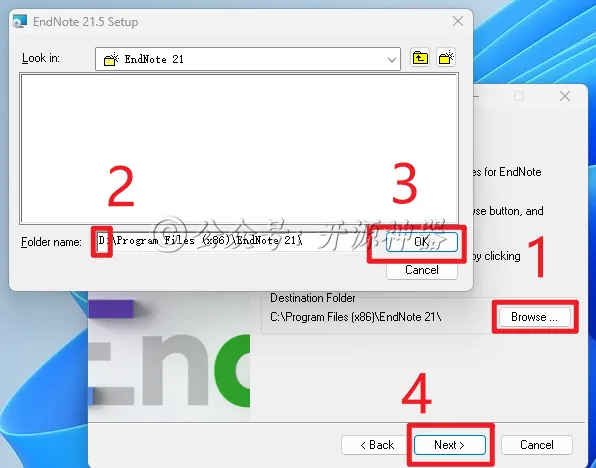 EndNote 21.5 Setup
Look in:
EndNote 21
2
3
Folder name:
D:\Program Files (x86)\EndNote 21\
OK
Cancel
@公众号:开源神器
es for EndNote
se button, and
by clicking
1
Destination Folder
C:\Program Files (x86)\EndNote 21\
Browse ...
EndNo
4
< Back
Next >
Cancel